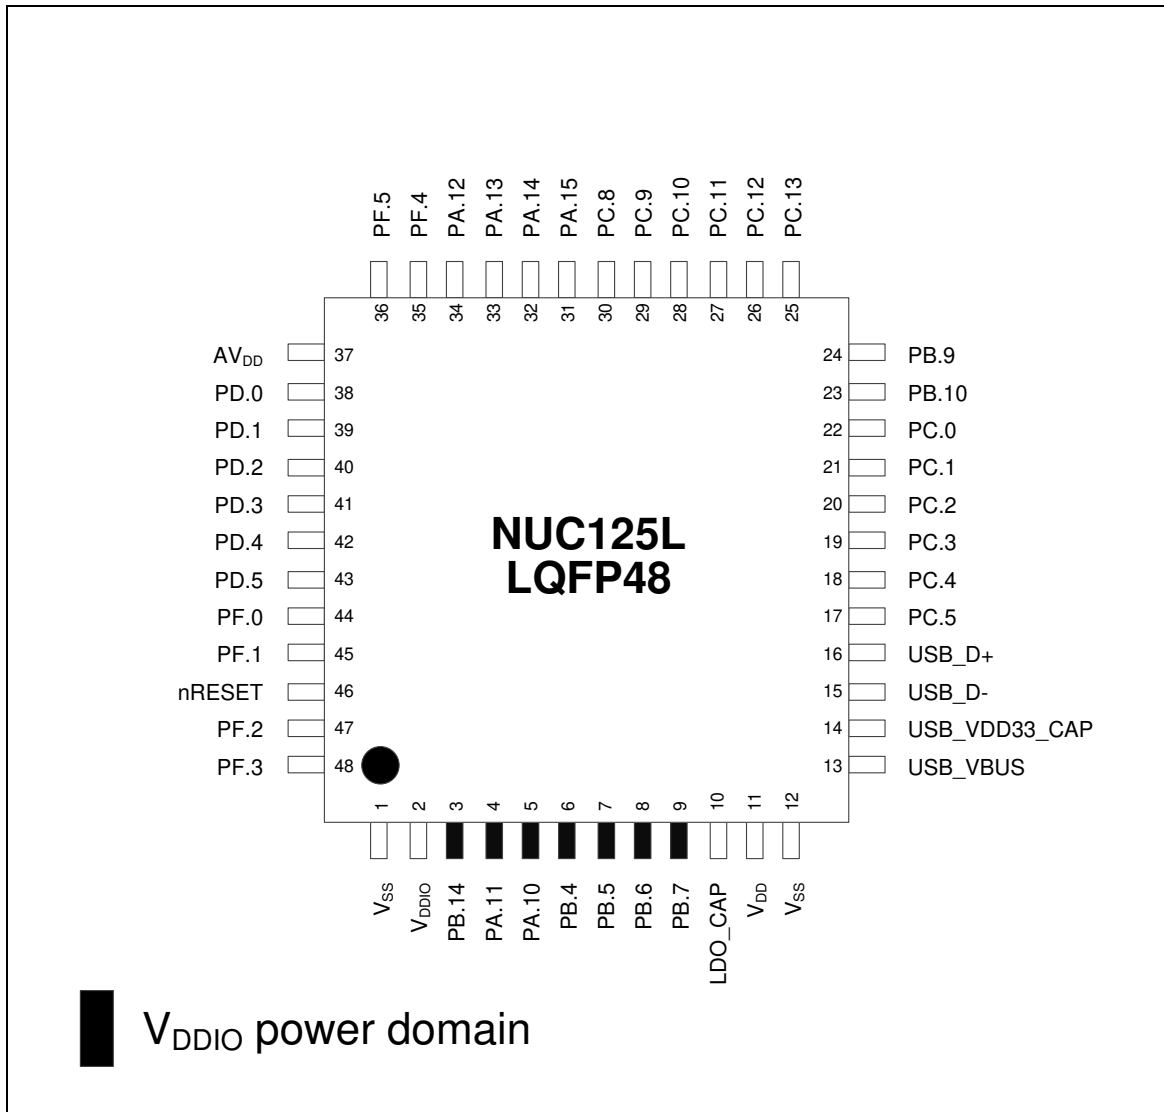 PF.5 PF.4 PA.12 PA.13 PA.14 PA.15 PC.8 PC.9 PC.10 PC.11 PC.12 PC.13
36 35 34 33 32 31 30 29 28 27 26 25
AVDD 37 24 PB.9
PD.0 38 23 PB.10
PD.1 39 22 PC.0
PD.2 40 21 PC.1
PD.3 41 20 PC.2
PD.4 42 19 PC.3
PD.5 43 18 PC.4
PF.0 44 17 PC.5
PF.1 45 16 USB_D+
nRESET 46 15 USB_D-
PF.2 47 14 USB_VDD33_CAP
PF.3 48 13 USB_VBUS
NUC125L
LQFP48
1 2 3 4 5 6 7 8 9 10 11 12
VSS VDDIO PB.14 PA.11 PA.10 PB.4 PB.5 PB.6 PB.7 LDO_CAP VDD VSS
VDDIO power domain